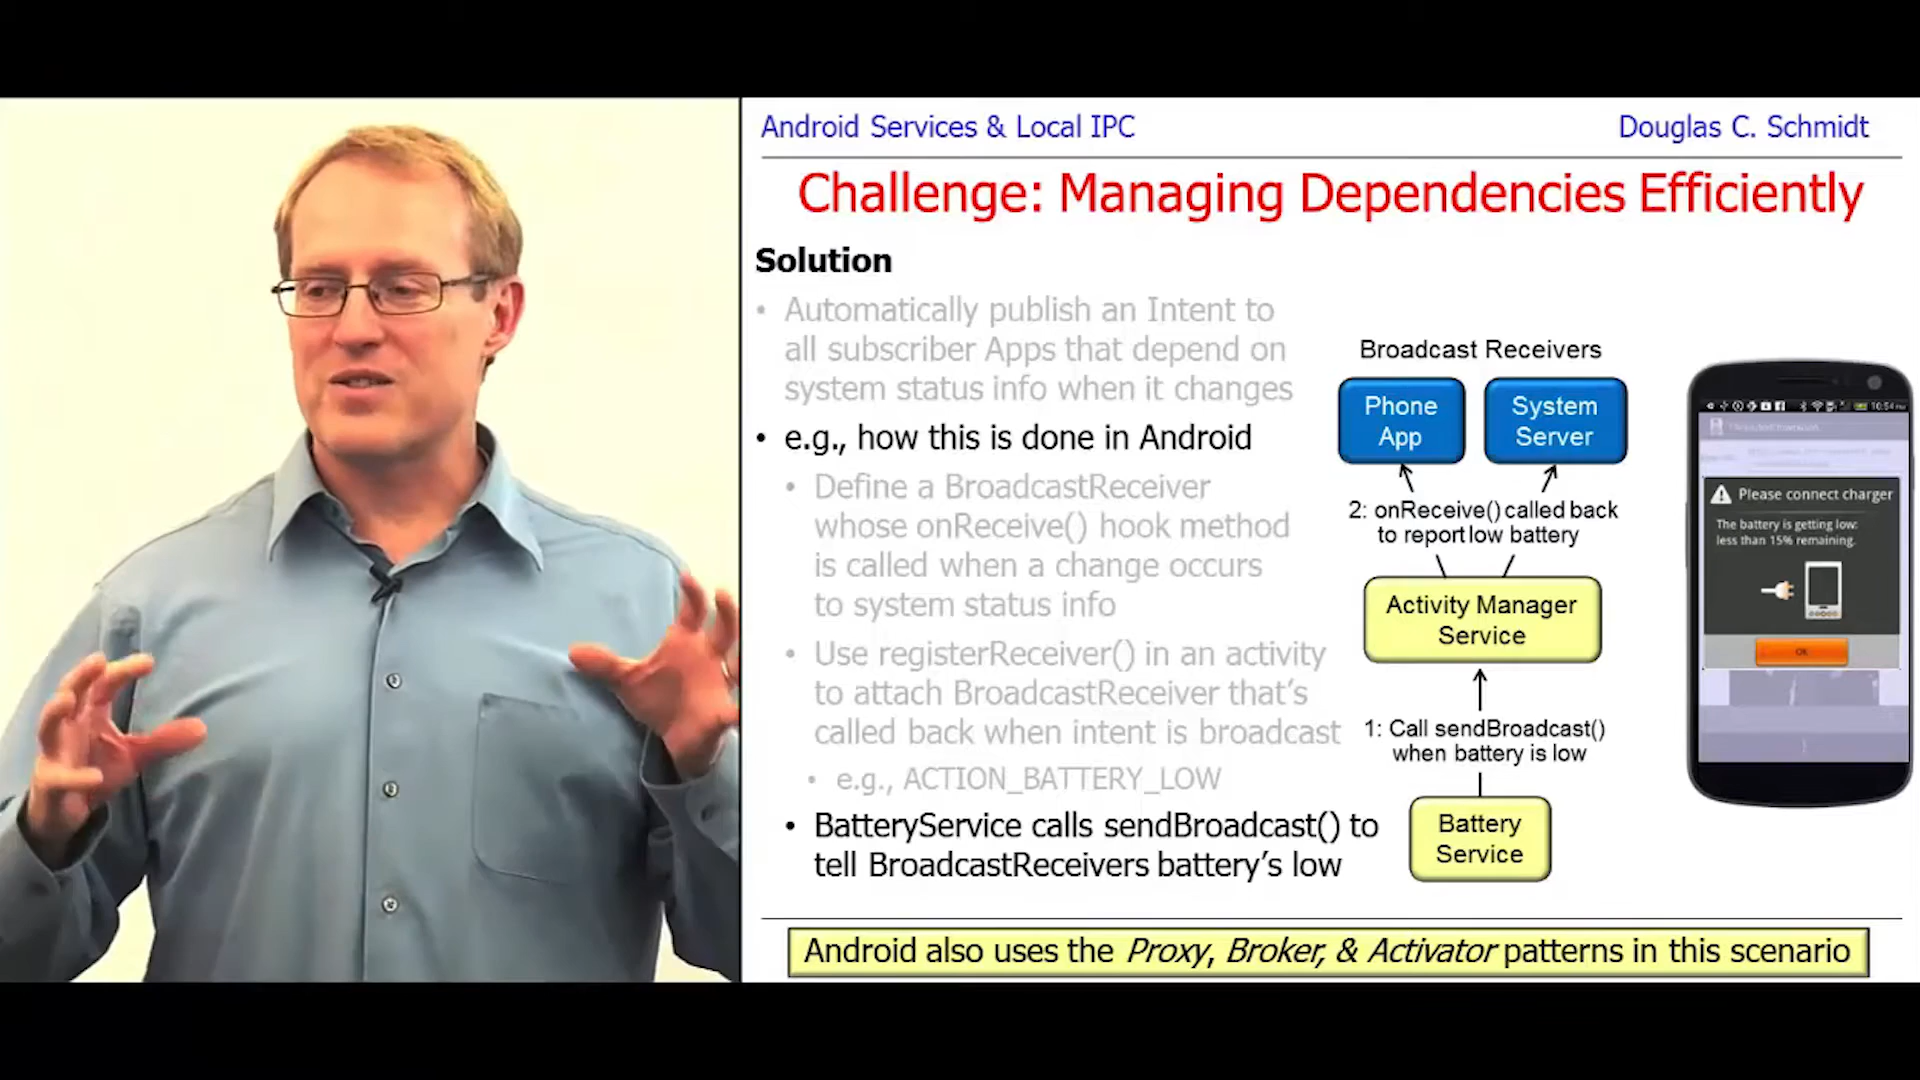 Android Services & Local IPC
Douglas C. Schmidt
Challenge: Managing Dependencies Efficiently
Solution
• Automatically publish an Intent to
all subscriber Apps that depend on
system status info when it changes
• e.g., how this is done in Android
• Define a BroadcastReceiver
whose onReceive() hook method
is called when a change occurs
to system status info
• Use registerReceiver() in an activity
to attach BroadcastReceiver that's
called back when intent is broadcast
• e.g., ACTION_BATTERY_LOW
• BatteryService calls sendBroadcast() to
tell BroadcastReceivers battery's low
Broadcast Receivers
Phone
App
System
Server
2: onReceive() called back
to report low battery
Activity Manager
Service
1: Call sendBroadcast()
when battery is low
Battery
Service
10:54
Please connect charger
The battery is getting low:
less than 15% remaining.
OK
Android also uses the Proxy, Broker, & Activator patterns in this scenario